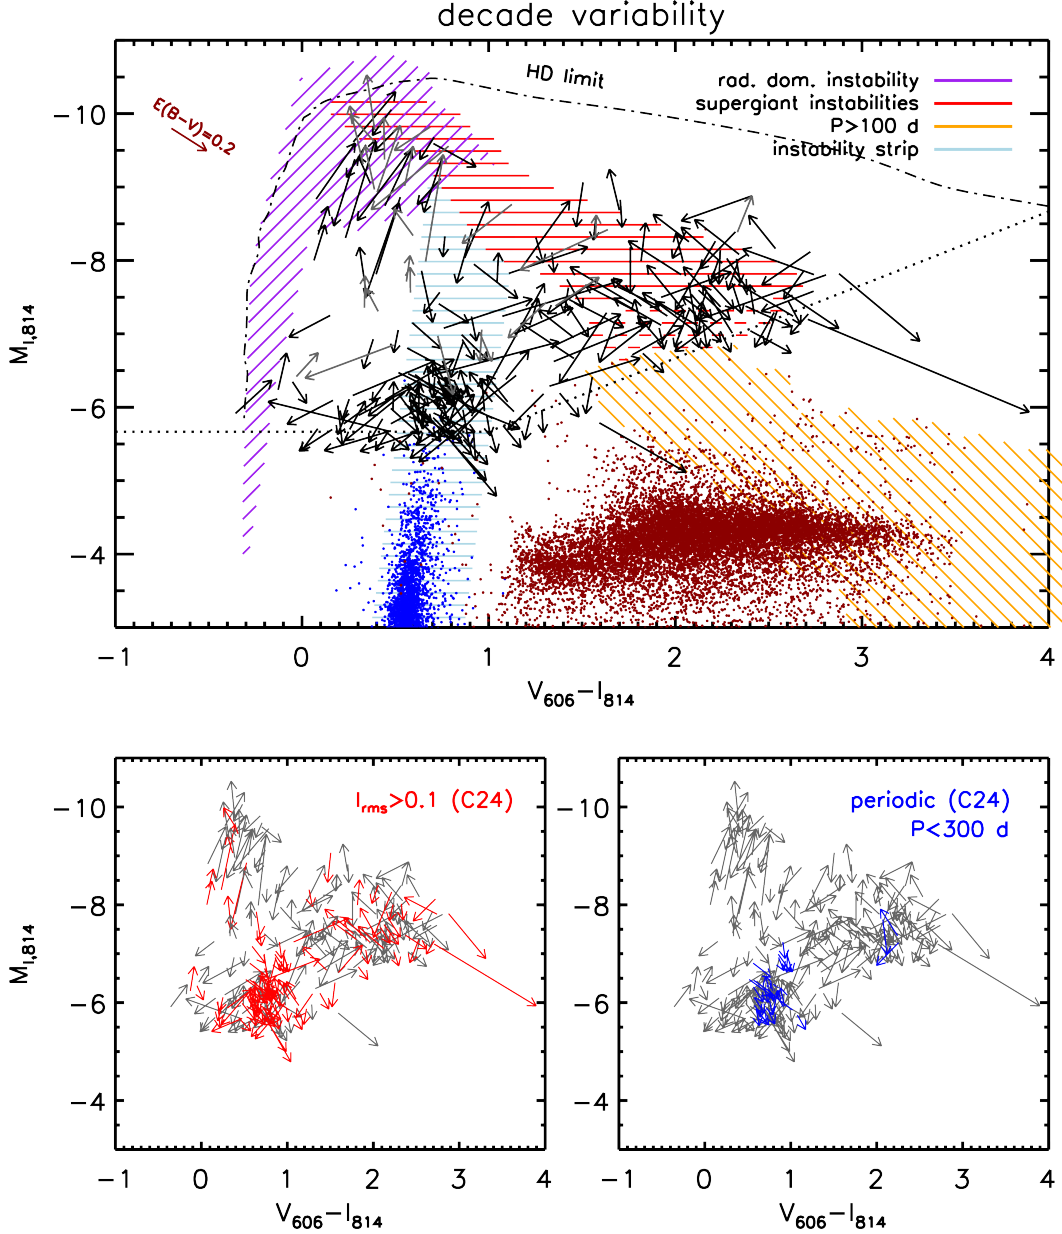 decade variability
HD limit
E(B−V)=0.2
rad. dom. instability
supergiant instabilities
P>100 d
instability strip
−10
−8
−6
−4
M_I,814
−1 0 1 2 3 4
V_606−I_814
I_rms>0.1 (C24)
periodic (C24)
P<300 d
−10 −10
−8 −8
−6 −6
−4 −4
M_I,814
−1 0 1 2 3 4 −1 0 1 2 3 4
V_606−I_814 V_606−I_814